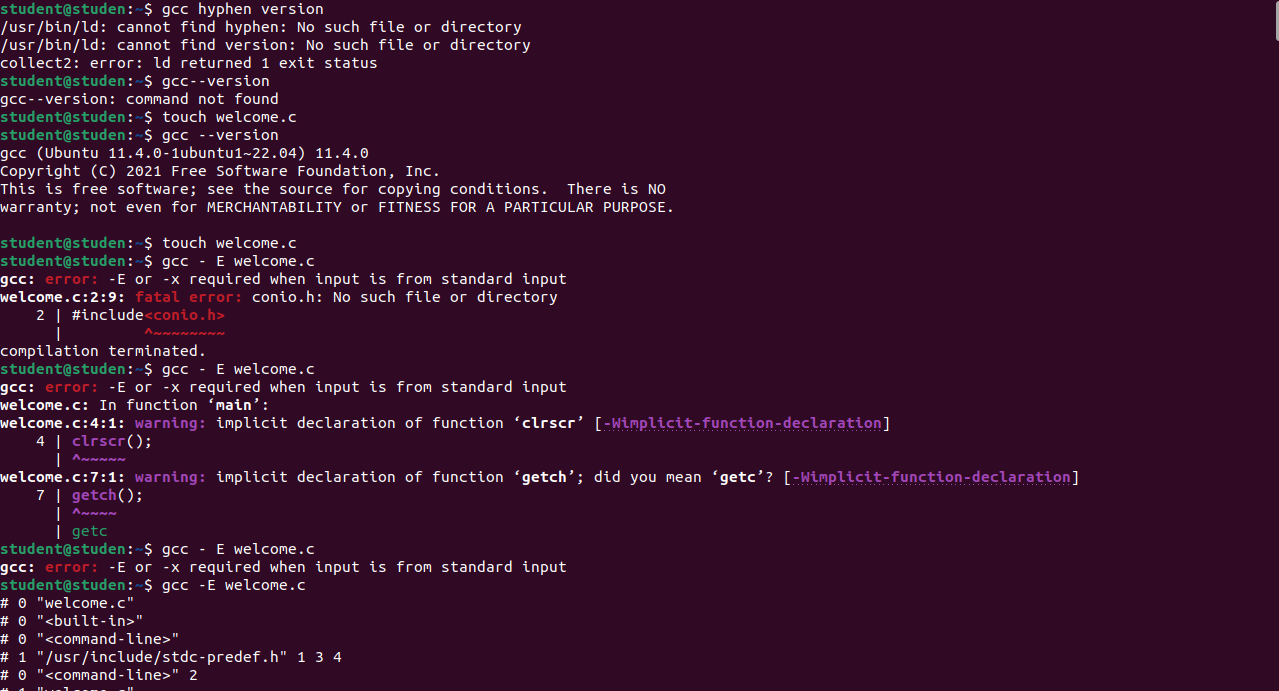 student@studen:~$ gcc hyphen version
/usr/bin/ld: cannot find hyphen: No such file or directory
/usr/bin/ld: cannot find version: No such file or directory
collect2: error: ld returned 1 exit status
student@studen:~$ gcc--version
gcc--version: command not found
student@studen:~$ touch welcome.c
student@studen:~$ gcc --version
gcc (Ubuntu 11.4.0-1ubuntu1~22.04) 11.4.0
Copyright (C) 2021 Free Software Foundation, Inc.
This is free software; see the source for copying conditions.  There is NO
warranty; not even for MERCHANTABILITY or FITNESS FOR A PARTICULAR PURPOSE.

student@studen:~$ touch welcome.c
student@studen:~$ gcc - E welcome.c
gcc: error: -E or -x required when input is from standard input
welcome.c:2:9: fatal error: conio.h: No such file or directory
    2 | #include<conio.h>
      |         ^~~~~~~~~
compilation terminated.
student@studen:~$ gcc - E welcome.c
gcc: error: -E or -x required when input is from standard input
welcome.c: In function ‘main’:
welcome.c:4:1: warning: implicit declaration of function ‘clrscr’ [-Wimplicit-function-declaration]
    4 | clrscr();
      | ^~~~~~
welcome.c:7:1: warning: implicit declaration of function ‘getch’; did you mean ‘getc’? [-Wimplicit-function-declaration]
    7 | getch();
      | ^~~~~
      | getc
student@studen:~$ gcc - E welcome.c
gcc: error: -E or -x required when input is from standard input
student@studen:~$ gcc -E welcome.c
# 0 "welcome.c"
# 0 "<built-in>"
# 0 "<command-line>"
# 1 "/usr/include/stdc-predef.h" 1 3 4
# 0 "<command-line>" 2
# 1 "welcome.c"